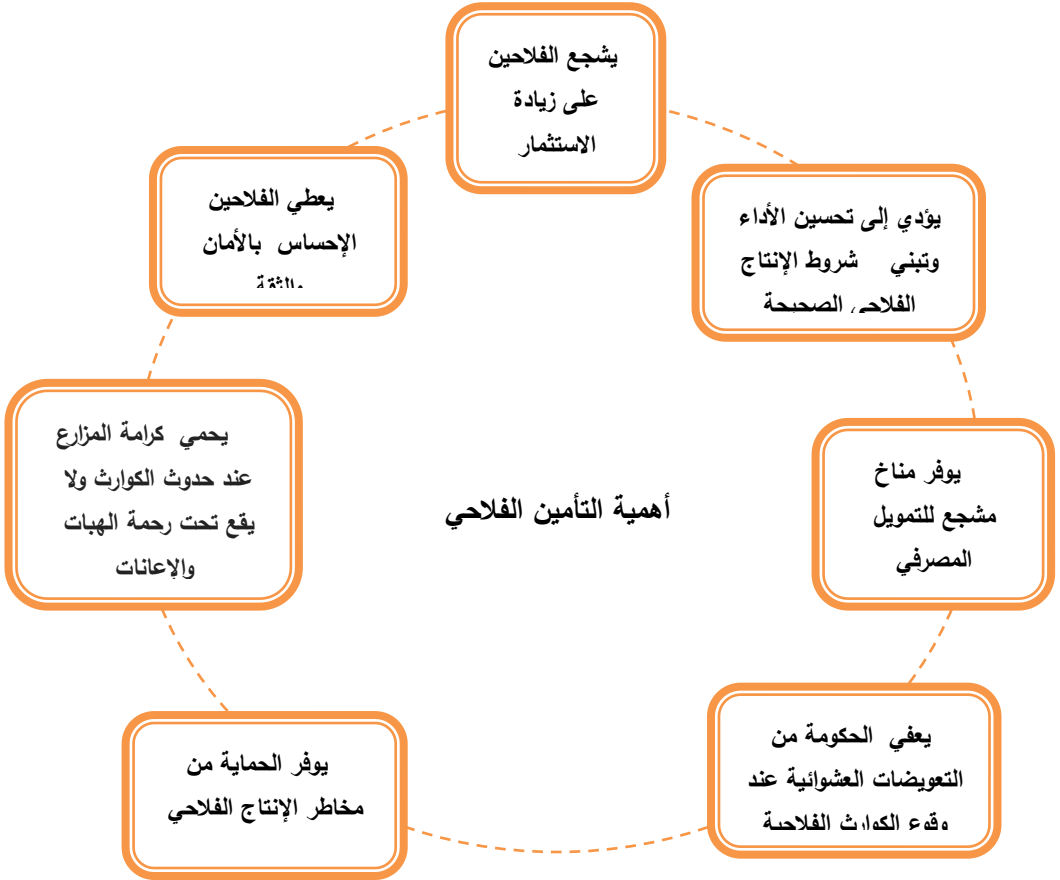 يشجع الفلاحين
على زيادة
الاستثمار
يؤدي إلى تحسين الأداء
وتبني شروط الإنتاج
الفلاحي الصحيحة
يوفر مناخ
مشجع للتمويل
المصرفي
يعفي الحكومة من
التعويضات العشوائية عند
وقوع الكوارث الفلاحية
يوفر الحماية من
مخاطر الإنتاج الفلاحي
يحمي كرامة المزارع
عند حدوث الكوارث ولا
يقع تحت رحمة الهبات
والإعانات
يعطي الفلاحين
الإحساس بالأمان
والثقة
أهمية التأمين الفلاحي